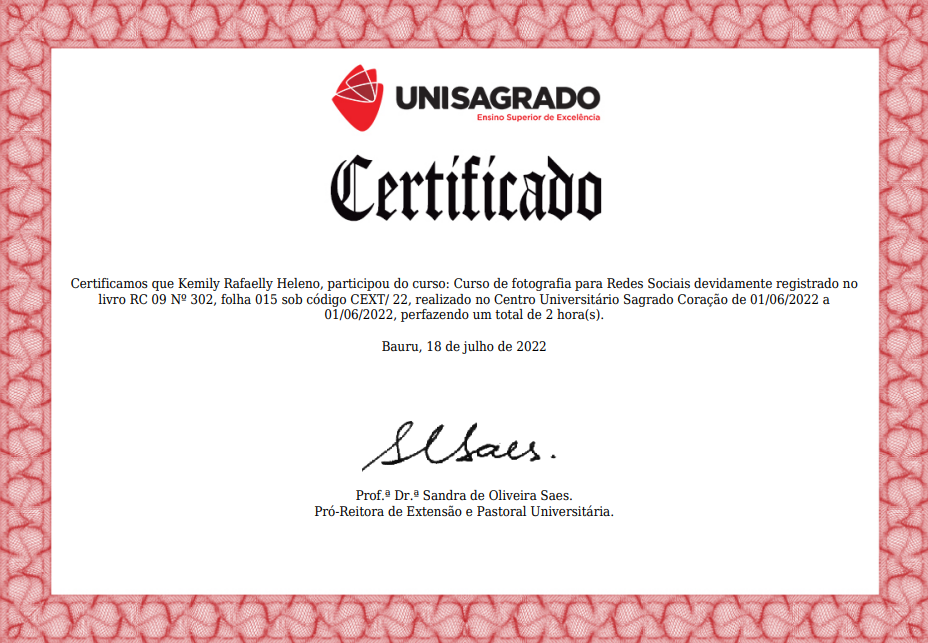 UNISAGRADO
Ensino Superior de Excelência
Certificado
Certificamos que Kemily Rafaelly Heleno, participou do curso: Curso de fotografia para Redes Sociais devidamente registrado no
livro RC 09 Nº 302, folha 015 sob código CEXT/ 22, realizado no Centro Universitário Sagrado Coração de 01/06/2022 a
01/06/2022, perfazendo um total de 2 hora(s).
Bauru, 18 de julho de 2022
SLSaes.
Prof.ª Dr.ª Sandra de Oliveira Saes.
Pró-Reitora de Extensão e Pastoral Universitária.